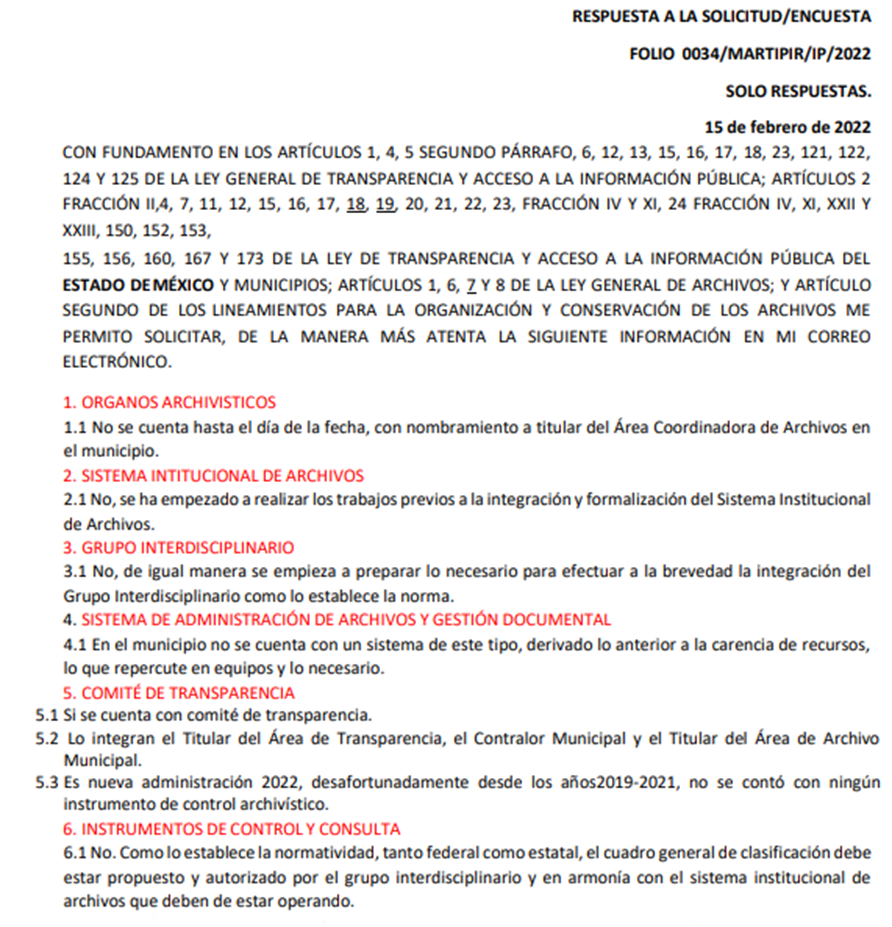 RESPUESTA A LA SOLICITUD/ENCUESTA
FOLIO 0034/MARTIPIR/IP/2022
SOLO RESPUESTAS.
15 de febrero de 2022
CON FUNDAMENTO EN LOS ARTÍCULOS 1, 4, 5 SEGUNDO PÁRRAFO, 6, 12, 13, 15, 16, 17, 18, 23, 121, 122,
124 Y 125 DE LA LEY GENERAL DE TRANSPARENCIA Y ACCESO A LA INFORMACIÓN PÚBLICA; ARTÍCULOS 2
FRACCIÓN II,4, 7, 11, 12, 15, 16, 17, 18, 19, 20, 21, 22, 23, FRACCIÓN IV Y XI, 24 FRACCIÓN IV, XI, XXII Y
XXIII, 150, 152, 153,
155, 156, 160, 167 Y 173 DE LA LEY DE TRANSPARENCIA Y ACCESO A LA INFORMACIÓN PÚBLICA DEL
ESTADO DE MÉXICO Y MUNICIPIOS; ARTÍCULOS 1, 6, 7 Y 8 DE LA LEY GENERAL DE ARCHIVOS; Y ARTÍCULO
SEGUNDO DE LOS LINEAMIENTOS PARA LA ORGANIZACIÓN Y CONSERVACIÓN DE LOS ARCHIVOS ME
PERMITO SOLICITAR, DE LA MANERA MÁS ATENTA LA SIGUIENTE INFORMACIÓN EN MI CORREO
ELECTRÓNICO.
1. ORGANOS ARCHIVISTICOS
1.1 No se cuenta hasta el día de la fecha, con nombramiento a titular del Área Coordinadora de Archivos en
el municipio.
2. SISTEMA INTITUCIONAL DE ARCHIVOS
2.1 No, se ha empezado a realizar los trabajos previos a la integración y formalización del Sistema Institucional
de Archivos.
3. GRUPO INTERDISCIPLINARIO
3.1 No, de igual manera se empieza a preparar lo necesario para efectuar a la brevedad la integración del
Grupo Interdisciplinario como lo establece la norma.
4. SISTEMA DE ADMINISTRACIÓN DE ARCHIVOS Y GESTIÓN DOCUMENTAL
4.1 En el municipio no se cuenta con un sistema de este tipo, derivado lo anterior a la carencia de recursos,
lo que repercute en equipos y lo necesario.
5. COMITÉ DE TRANSPARENCIA
5.1 Si se cuenta con comité de transparencia.
5.2 Lo integran el Titular del Área de Transparencia, el Contralor Municipal y el Titular del Área de Archivo
Municipal.
5.3 Es nueva administración 2022, desafortunadamente desde los años2019-2021, no se contó con ningún
instrumento de control archivístico.
6. INSTRUMENTOS DE CONTROL Y CONSULTA
6.1 No. Como lo establece la normatividad, tanto federal como estatal, el cuadro general de clasificación debe
estar propuesto y autorizado por el grupo interdisciplinario y en armonía con el sistema institucional de
archivos que deben de estar operando.